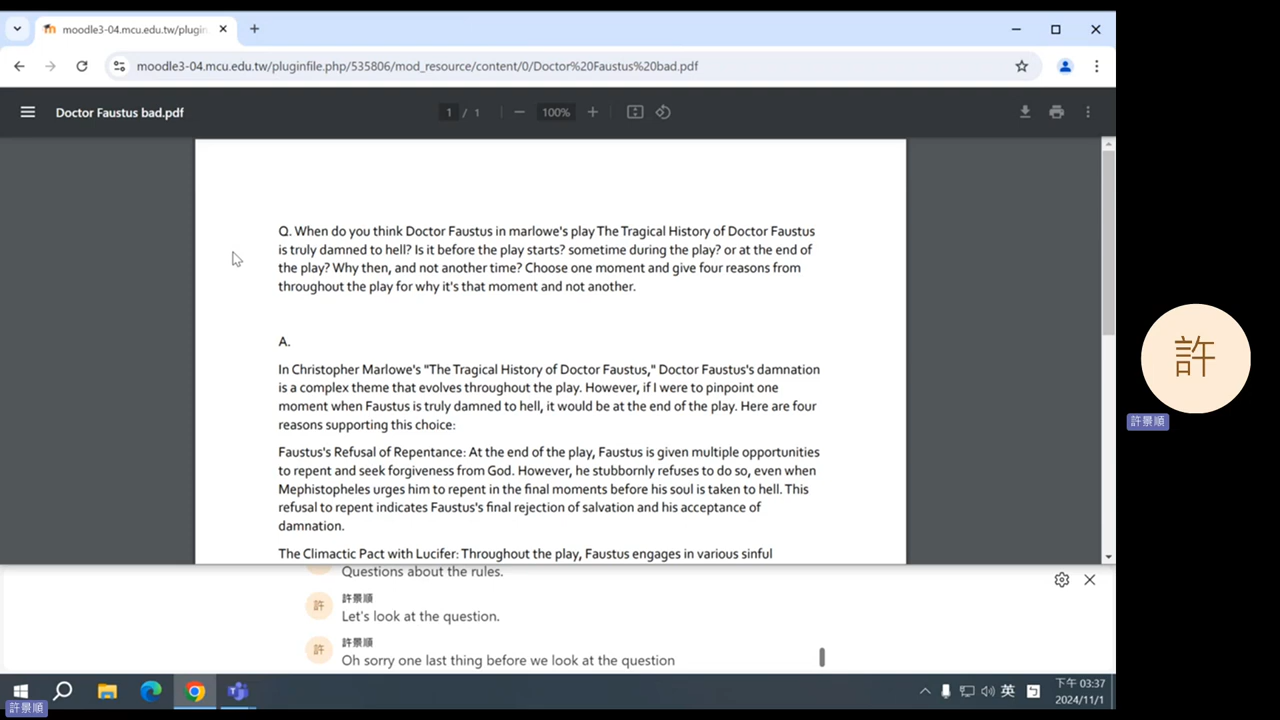 moodle3-04.mcu.edu.tw/plugin
moodle3-04.mcu.edu.tw/pluginfile.php/535806/mod_resource/content/0/Doctor%20Faustus%20bad.pdf
Doctor Faustus bad.pdf
1 / 1
100%
Q. When do you think Doctor Faustus in marlowe's play The Tragical History of Doctor Faustus
is truly damned to hell? Is it before the play starts? sometime during the play? or at the end of
the play? Why then, and not another time? Choose one moment and give four reasons from
throughout the play for why it's that moment and not another.
A.
In Christopher Marlowe's "The Tragical History of Doctor Faustus," Doctor Faustus's damnation
is a complex theme that evolves throughout the play. However, if I were to pinpoint one
moment when Faustus is truly damned to hell, it would be at the end of the play. Here are four
reasons supporting this choice:
Faustus's Refusal of Repentance: At the end of the play, Faustus is given multiple opportunities
to repent and seek forgiveness from God. However, he stubbornly refuses to do so, even when
Mephistopheles urges him to repent in the final moments before his soul is taken to hell. This
refusal to repent indicates Faustus's final rejection of salvation and his acceptance of
damnation.
The Climactic Pact with Lucifer: Throughout the play, Faustus engages in various sinful
Questions about the rules.
許
許景順
Let's look at the question.
許
許景順
Oh sorry one last thing before we look at the question
許
許景順
英
下午 03:37
2024/11/1
許景順